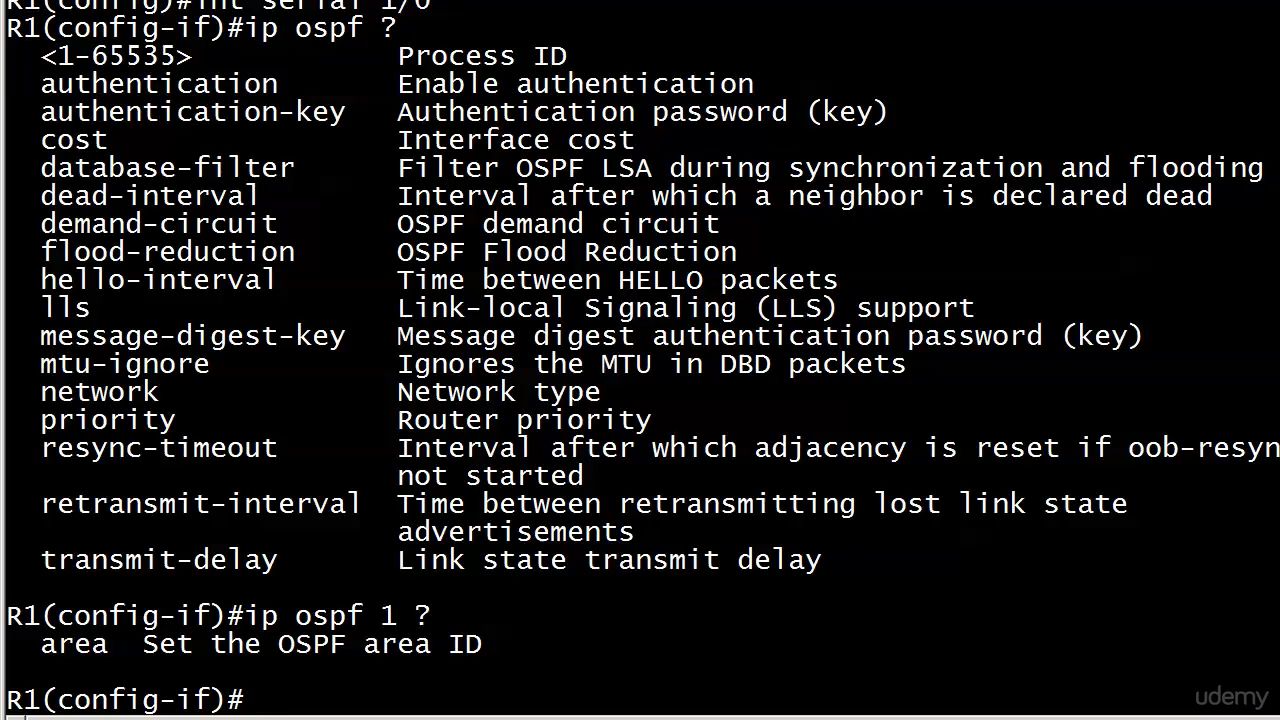 R1(config)#int serial 1/0
R1(config-if)#ip ospf ?
<1-65535> Process ID
authentication Enable authentication
authentication-key Authentication password (key)
cost Interface cost
database-filter Filter OSPF LSA during synchronization and flooding
dead-interval Interval after which a neighbor is declared dead
demand-circuit OSPF demand circuit
flood-reduction OSPF Flood Reduction
hello-interval Time between HELLO packets
lls Link-local Signaling (LLS) support
message-digest-key Message digest authentication password (key)
mtu-ignore Ignores the MTU in DBD packets
network Network type
priority Router priority
resync-timeout Interval after which adjacency is reset if oob-resyn
not started
retransmit-interval Time between retransmitting lost link state
advertisements
transmit-delay Link state transmit delay
R1(config-if)#ip ospf 1 ?
area Set the OSPF area ID
R1(config-if)#
udemy